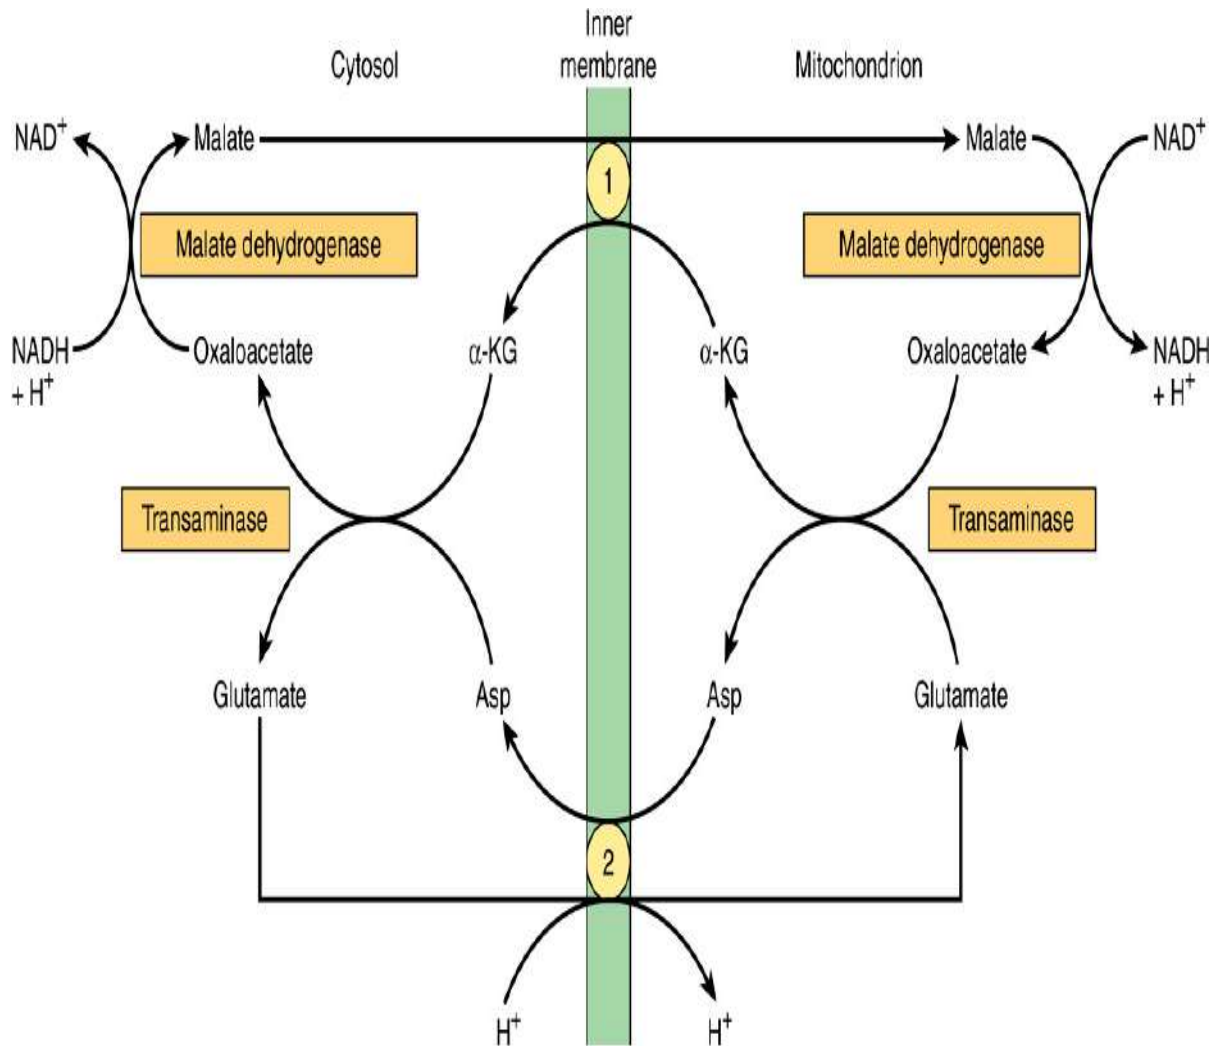 Inner
membrane
Cytosol
Mitochondrion
NAD+
Malate
Malate
NAD+
1
Malate dehydrogenase
Malate dehydrogenase
NADH
+ H+
Oxaloacetate
α-KG
α-KG
Oxaloacetate
NADH
+ H+
Transaminase
Transaminase
Glutamate
Asp
Asp
Glutamate
2
H+
H+